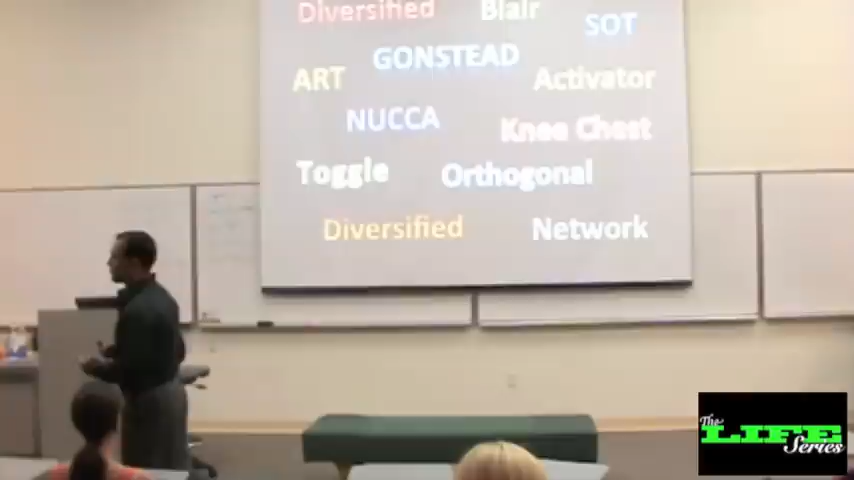 Diversified Blair
SOT
GONSTEAD
ART Activator
NUCCA
Knee Chest
Toggle Orthogonal
Diversified Network
The
LIFE
Series